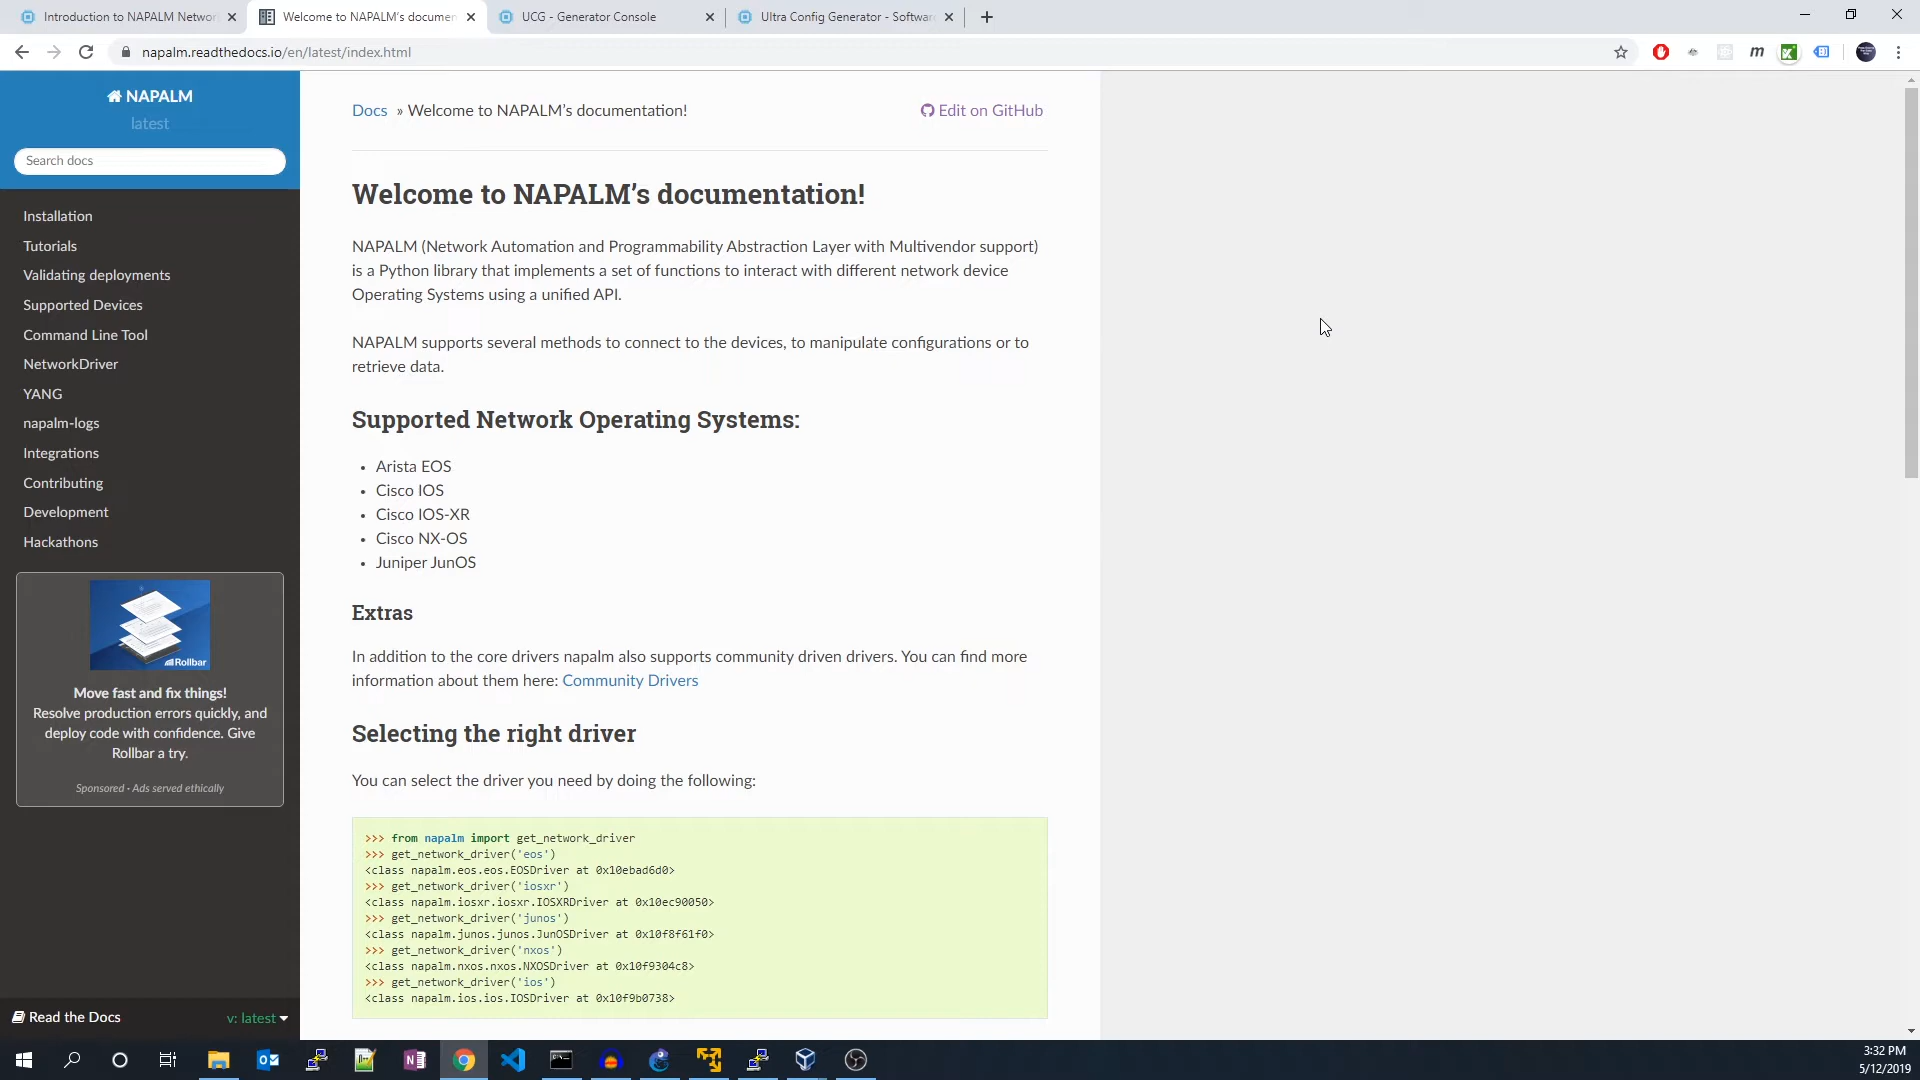 Introduction to NAPALM Networ
Welcome to NAPALM's documen
UCG - Generator Console
Ultra Config Generator - Softwar
napalm.readthedocs.io/en/latest/index.html
NAPALM
latest
Search docs
Installation
Tutorials
Validating deployments
Supported Devices
Command Line Tool
NetworkDriver
YANG
napalm-logs
Integrations
Contributing
Development
Hackathons
Rollbar
Move fast and fix things!
Resolve production errors quickly, and
deploy code with confidence. Give
Rollbar a try.
Sponsored · Ads served ethically
Read the Docs
v: latest
Docs » Welcome to NAPALM's documentation!
Edit on GitHub
Welcome to NAPALM's documentation!
NAPALM (Network Automation and Programmability Abstraction Layer with Multivendor support)
is a Python library that implements a set of functions to interact with different network device
Operating Systems using a unified API.
NAPALM supports several methods to connect to the devices, to manipulate configurations or to
retrieve data.
Supported Network Operating Systems:
• Arista EOS
• Cisco IOS
• Cisco IOS-XR
• Cisco NX-OS
• Juniper JunOS
Extras
In addition to the core drivers napalm also supports community driven drivers. You can find more
information about them here: Community Drivers
Selecting the right driver
You can select the driver you need by doing the following:
>>> from napalm import get_network_driver
>>> get_network_driver('eos')
<class napalm.eos.eos.EOSDriver at 0x10ebad6d0>
>>> get_network_driver('iosxr')
<class napalm.iosxr.iosxr.IOSXRDriver at 0x10ec90050>
>>> get_network_driver('junos')
<class napalm.junos.junos.JunOSDriver at 0x10f8f61f0>
>>> get_network_driver('nxos')
<class napalm.nxos.nxos.NXOSDriver at 0x10f9304c8>
>>> get_network_driver('ios')
<class napalm.ios.ios.IOSDriver at 0x10f9b0738>
3:32 PM
5/12/2019